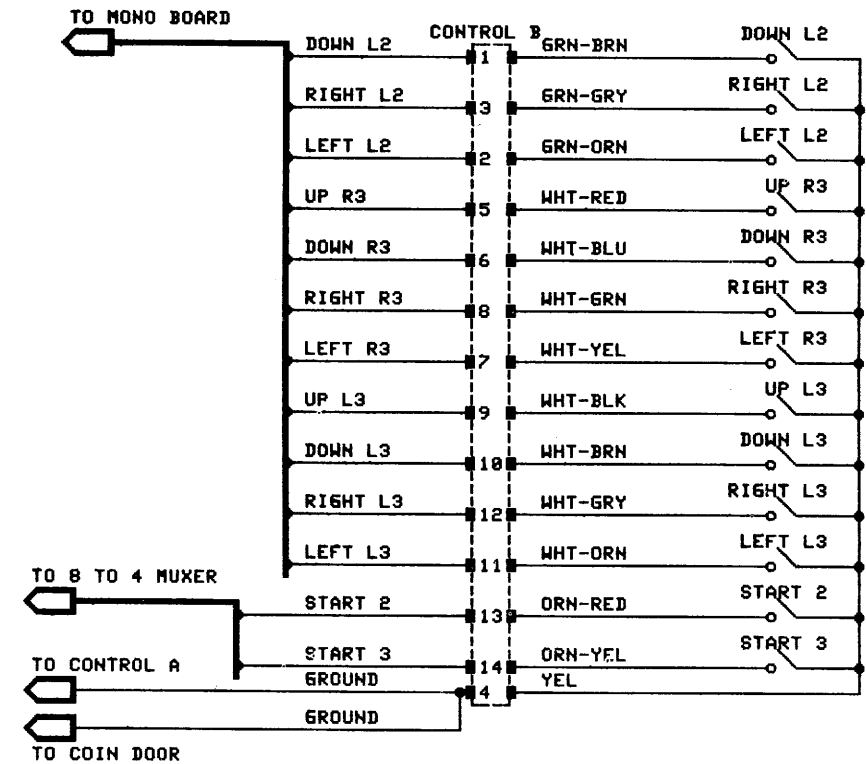 TO MONO BOARD
CONTROL B
DOWN L2 1 GRN-BRN DOWN L2
RIGHT L2 3 GRN-GRY RIGHT L2
LEFT L2 2 GRN-ORN LEFT L2
UP R3 5 WHT-RED UP R3
DOWN R3 6 WHT-BLU DOWN R3
RIGHT R3 8 WHT-GRN RIGHT R3
LEFT R3 7 WHT-YEL LEFT R3
UP L3 9 WHT-BLK UP L3
DOWN L3 10 WHT-BRN DOWN L3
RIGHT L3 12 WHT-GRY RIGHT L3
LEFT L3 11 WHT-ORN LEFT L3
TO 8 TO 4 MUXER
START 2 13 ORN-RED START 2
START 3 14 ORN-YEL START 3
TO CONTROL A
GROUND 4 YEL
GROUND
TO COIN DOOR